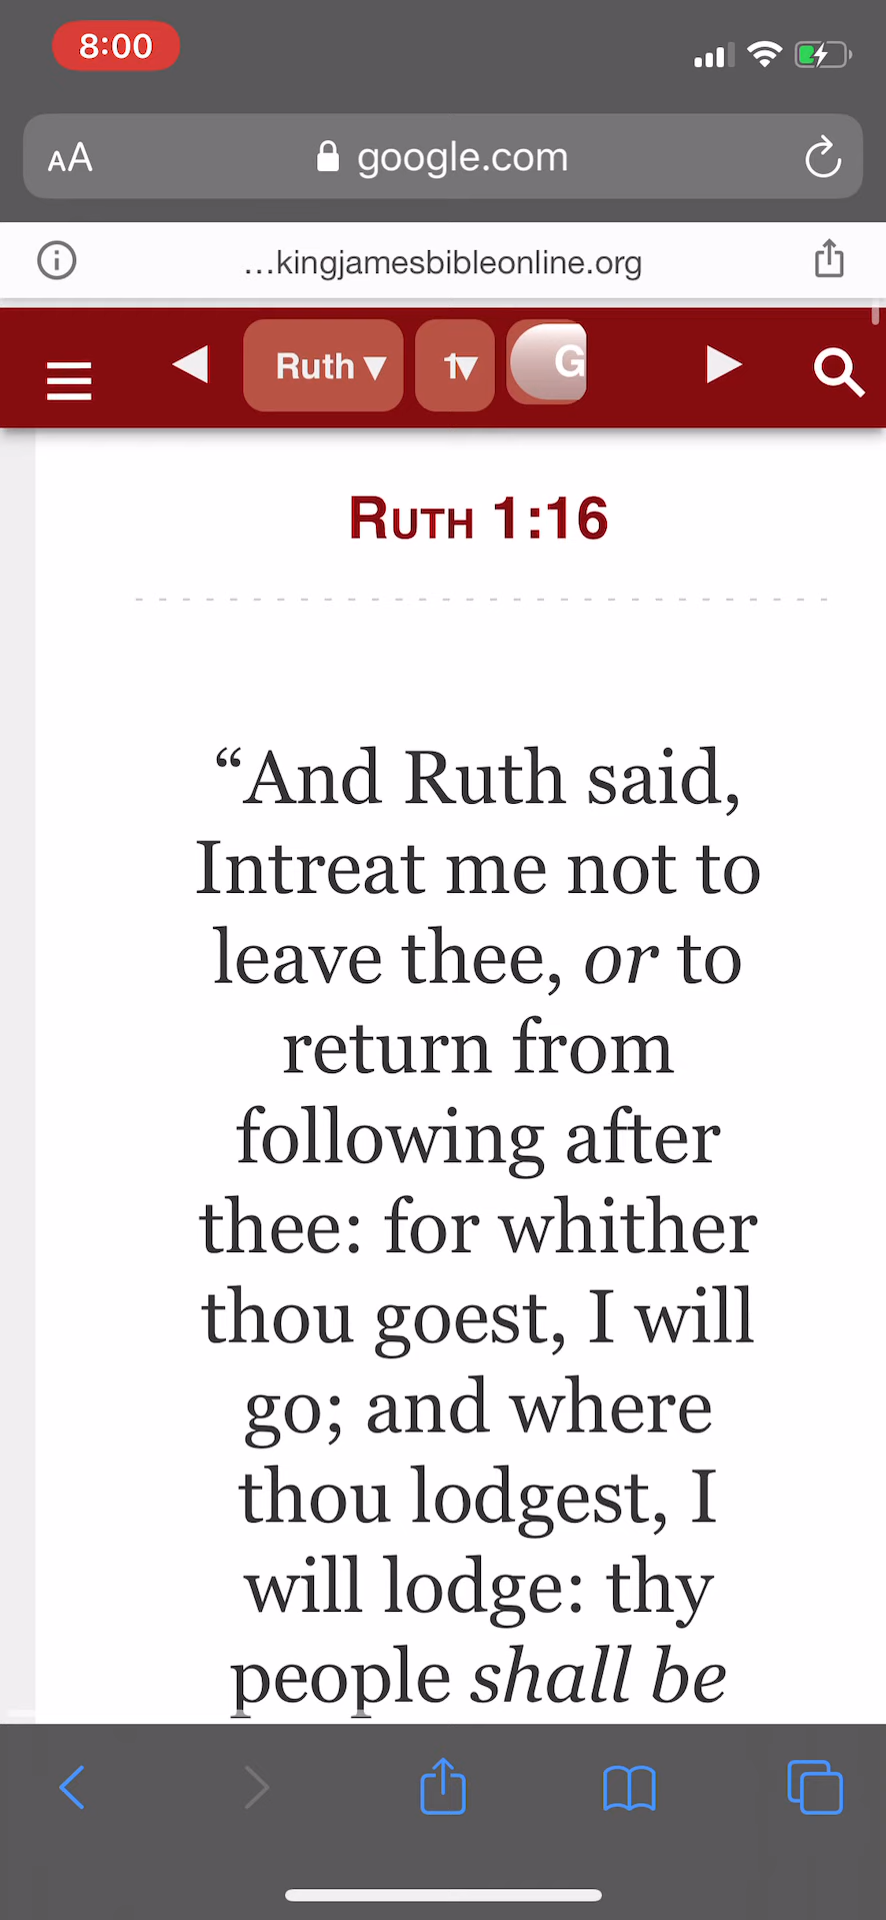 8:00
AA google.com
...kingjamesbibleonline.org
Ruth ▼ 1▼ G
RUTH 1:16
“And Ruth said,
Intreat me not to
leave thee, or to
return from
following after
thee: for whither
thou goest, I will
go; and where
thou lodgest, I
will lodge: thy
people shall be